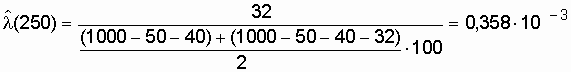 λ̂(250) = 32 / (((1000 – 50 – 40) + (1000 – 50 – 40 – 32)) / 2 · 100) = 0,358 · 10⁻³